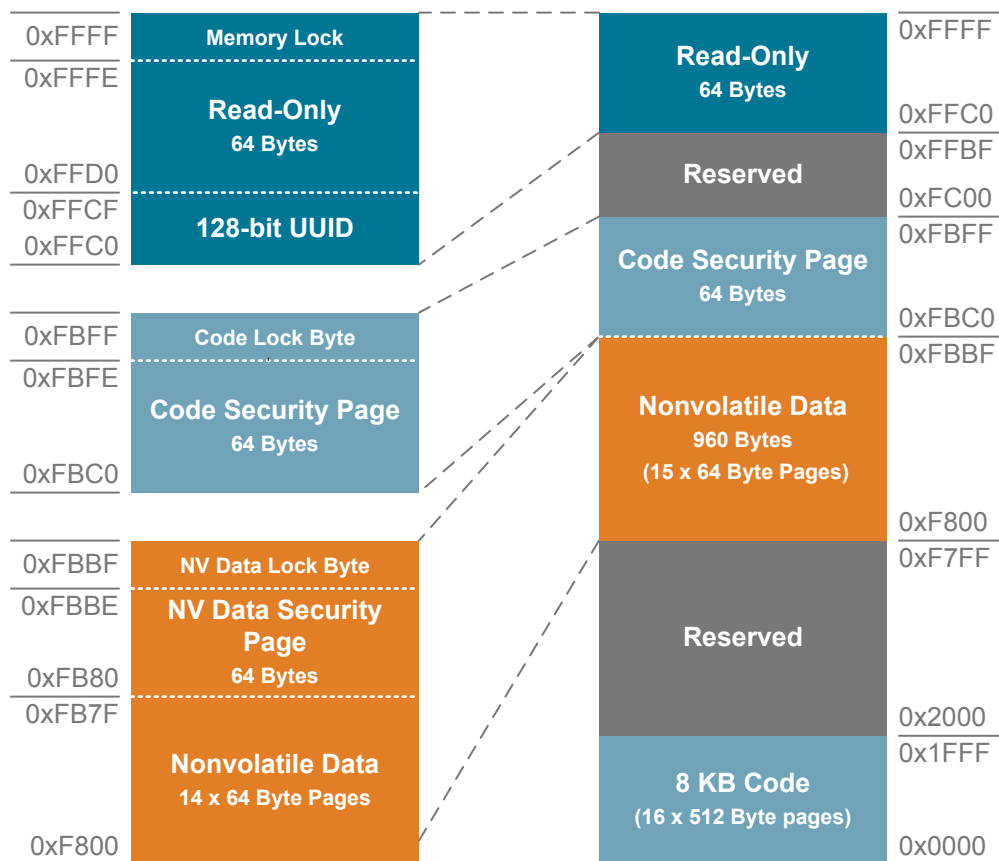 0xFFFF
Memory Lock
0xFFFE
Read-Only
64 Bytes
0xFFD0
0xFFCF
128-bit UUID
0xFFC0
0xFBFF
Code Lock Byte
0xFBFE
Code Security Page
64 Bytes
0xFBC0
0xFBBF
NV Data Lock Byte
0xFBBE
NV Data Security
Page
64 Bytes
0xFB80
0xFB7F
Nonvolatile Data
14 x 64 Byte Pages
0xF800
0xFFFF
Read-Only
64 Bytes
0xFFC0
0xFFBF
Reserved
0xFC00
0xFBFF
Code Security Page
64 Bytes
0xFBC0
0xFBBF
Nonvolatile Data
960 Bytes
(15 x 64 Byte Pages)
0xF800
0xF7FF
Reserved
0x2000
0x1FFF
8 KB Code
(16 x 512 Byte pages)
0x0000